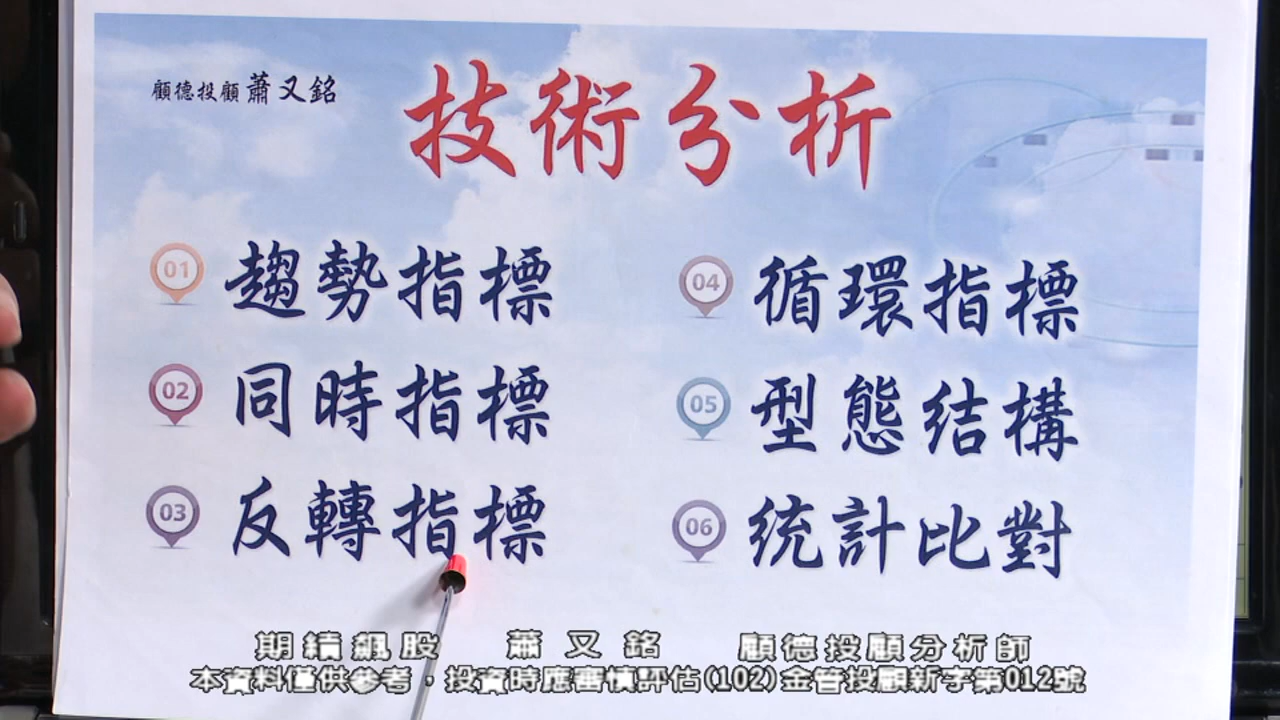 顧德投顧 蕭又銘
技術分析
01 趨勢指標
02 同時指標
03 反轉指標
04 循環指標
05 型態结構
06 统計比對
期績飆股 蕭又銘 顧德投顧分析師
本資料僅供參考，投資時應審慎評估(102)金管投顧新字第012號